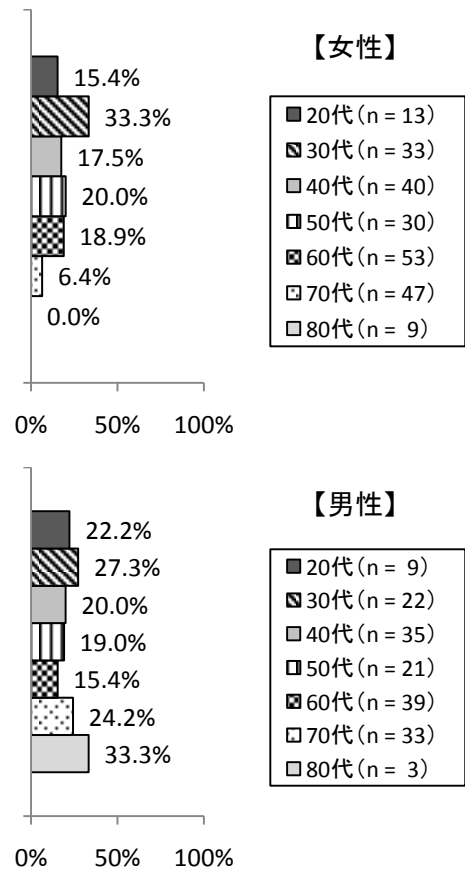 【女性】
15.4%
33.3%
17.5%
20.0%
18.9%
6.4%
0.0%
20代（n = 13）
30代（n = 33）
40代（n = 40）
50代（n = 30）
60代（n = 53）
70代（n = 47）
80代（n = 9）
0% 50% 100%
【男性】
22.2%
27.3%
20.0%
19.0%
15.4%
24.2%
33.3%
20代（n = 9）
30代（n = 22）
40代（n = 35）
50代（n = 21）
60代（n = 39）
70代（n = 33）
80代（n = 3）
0% 50% 100%